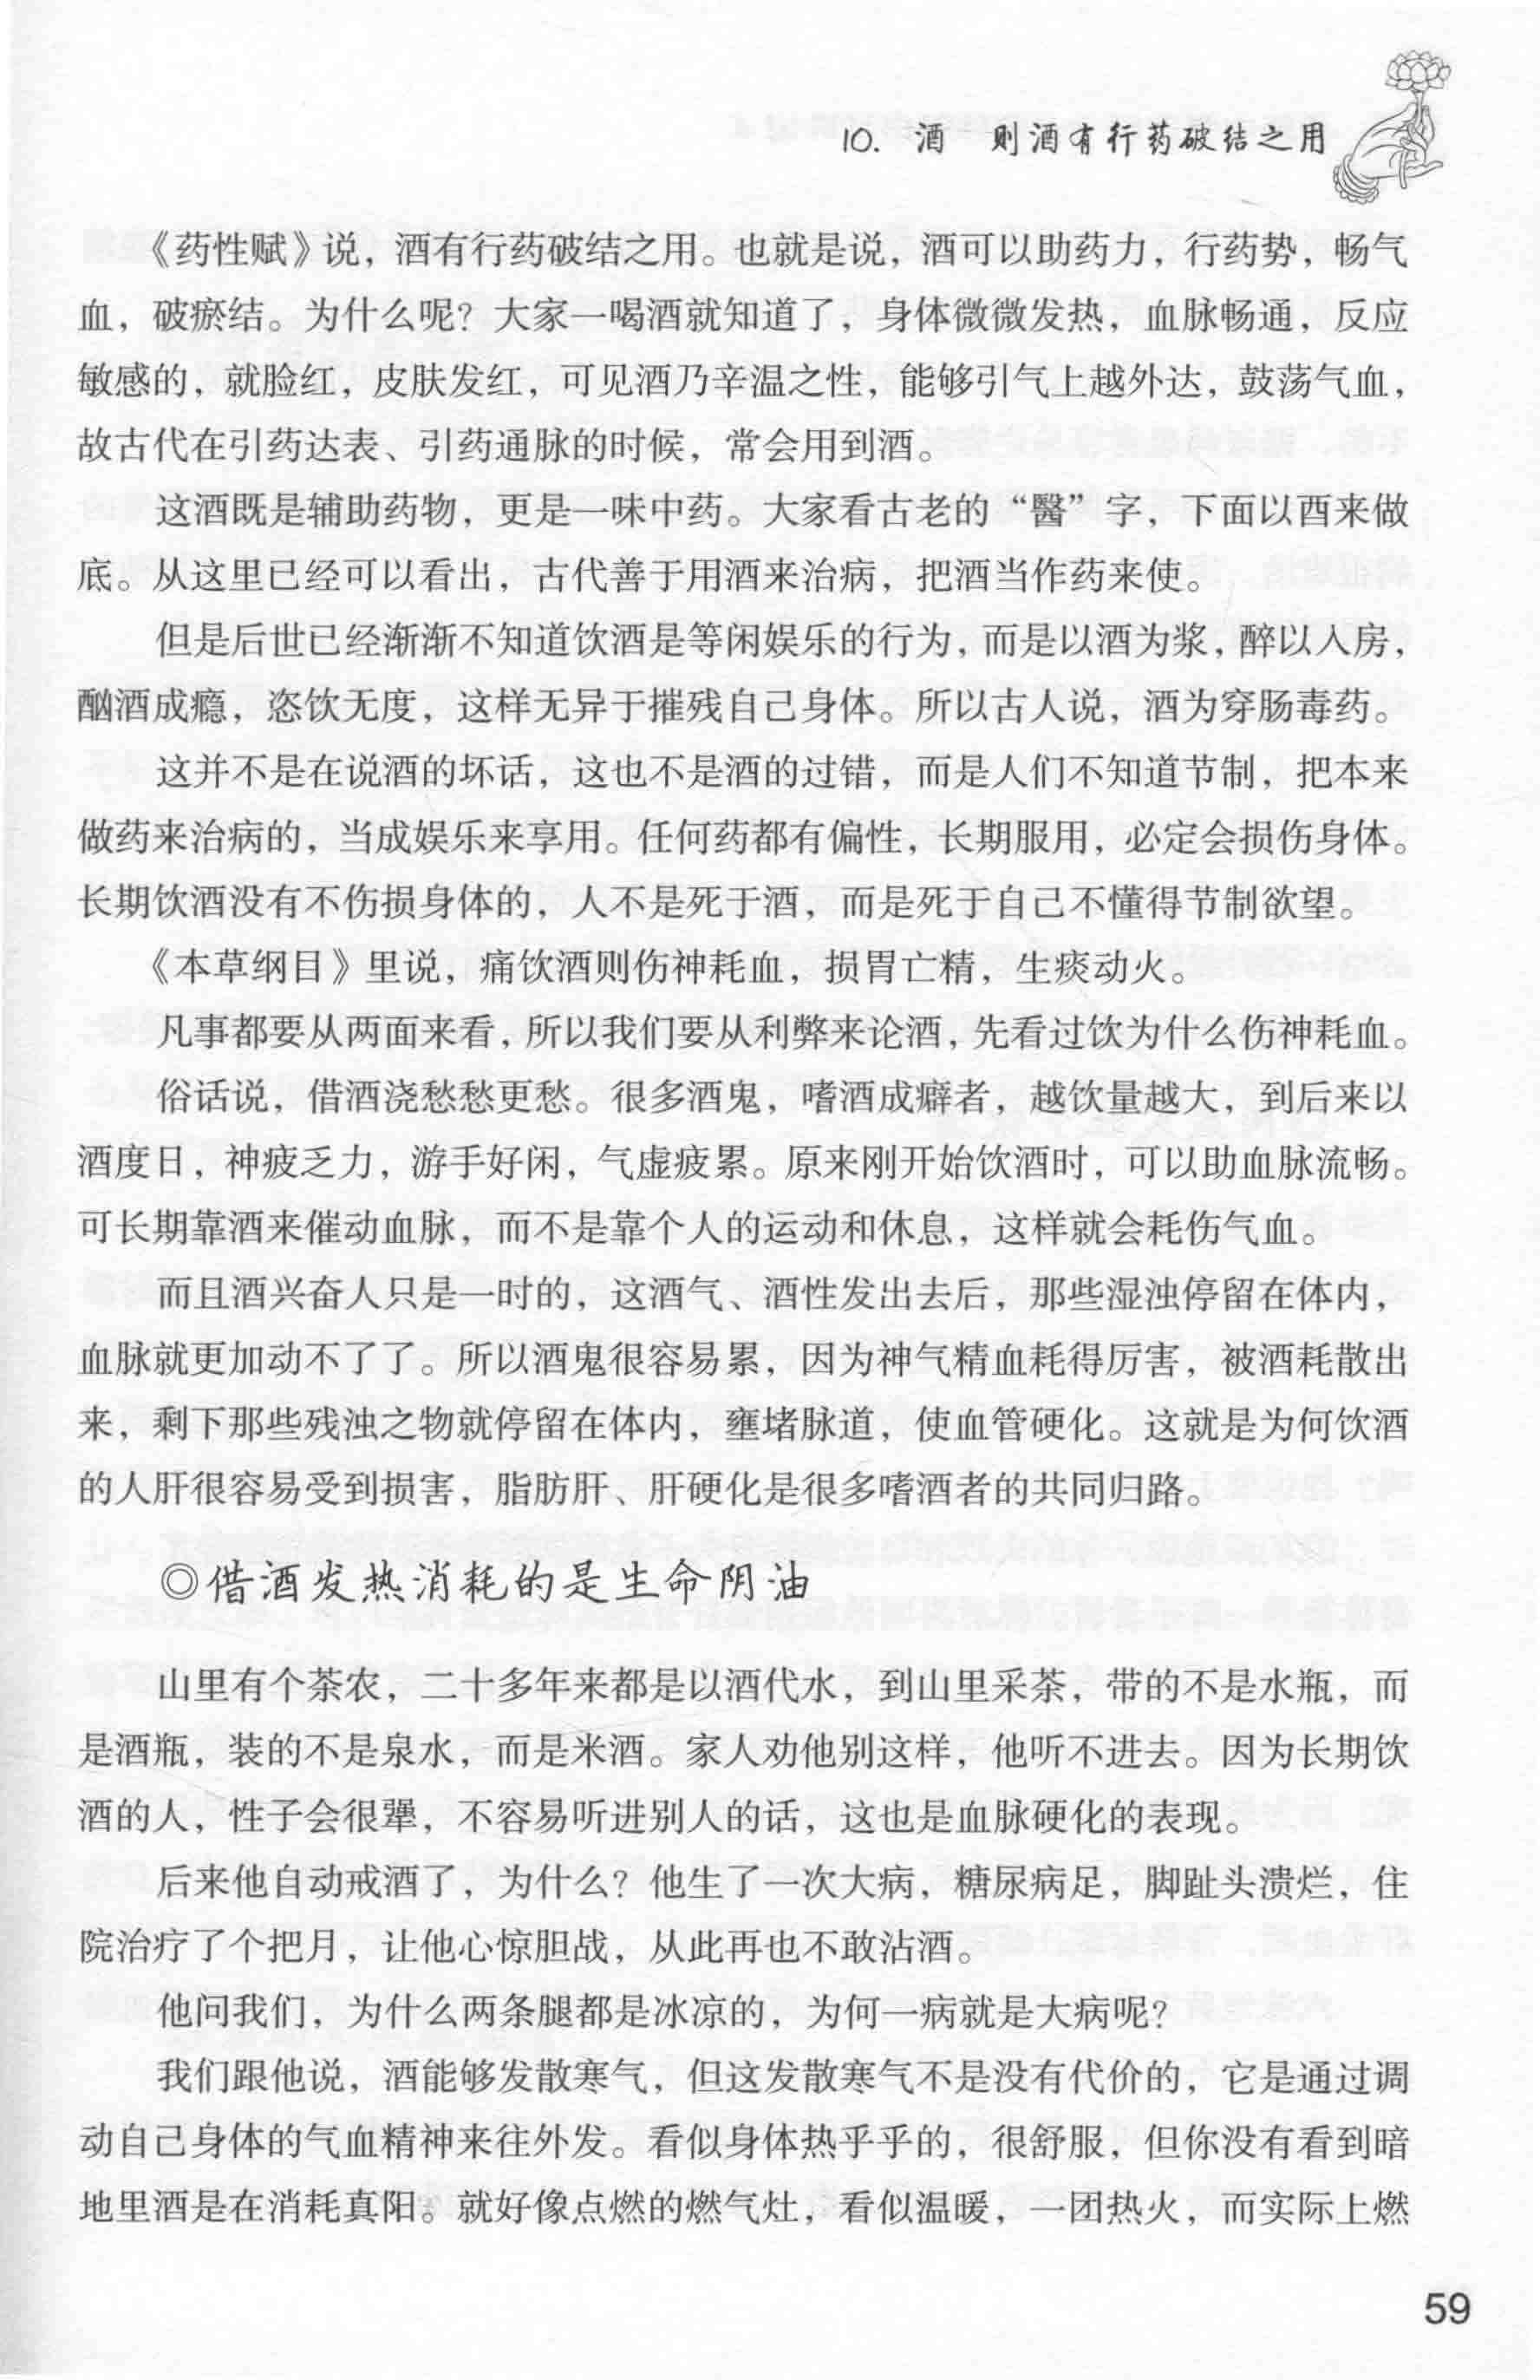 10. 酒 则酒有行药破结之用
《药性赋》说，酒有行药破结之用。也就是说，酒可以助药力，行药势，畅气
血，破瘀结。为什么呢？大家一喝酒就知道了，身体微微发热，血脉畅通，反应
敏感的，就脸红，皮肤发红，可见酒乃辛温之性，能够引气上越外达，鼓荡气血，
故古代在引药达表、引药通脉的时候，常会用到酒。
这酒既是辅助药物，更是一味中药。大家看古老的“醫”字，下面以酉来做
底。从这里已经可以看出，古代善于用酒来治病，把酒当作药来使。
但是后世已经渐渐不知道饮酒是等闲娱乐的行为，而是以酒为浆，醉以入房，
酗酒成瘾，恣饮无度，这样无异于摧残自己身体。所以古人说，酒为穿肠毒药。
这并不是在说酒的坏话，这也不是酒的过错，而是人们不知道节制，把本来
做药来治病的，当成娱乐来享用。任何药都有偏性，长期服用，必定会损伤身体。
长期饮酒没有不伤损身体的，人不是死于酒，而是死于自己不懂得节制欲望。
《本草纲目》里说，痛饮酒则伤神耗血，损胃亡精，生痰动火。
凡事都要从两面来看，所以我们要从利弊来论酒，先看过饮为什么伤神耗血。
俗话说，借酒浇愁愁更愁。很多酒鬼，嗜酒成癖者，越饮量越大，到后来以
酒度日，神疲乏力，游手好闲，气虚疲累。原来刚开始饮酒时，可以助血脉流畅。
可长期靠酒来催动血脉，而不是靠个人的运动和休息，这样就会耗伤气血。
而且酒兴奋人只是一时的，这酒气、酒性发出去后，那些湿浊停留在体内，
血脉就更加动不了了。所以酒鬼很容易累，因为神气精血耗得厉害，被酒耗散出
来，剩下那些残浊之物就停留在体内，壅堵脉道，使血管硬化。这就是为何饮酒
的人肝很容易受到损害，脂肪肝、肝硬化是很多嗜酒者的共同归路。
◎借酒发热消耗的是生命阴油
山里有个茶农，二十多年来都是以酒代水，到山里采茶，带的不是水瓶，而
是酒瓶，装的不是泉水，而是米酒。家人劝他别这样，他听不进去。因为长期饮
酒的人，性子会很犟，不容易听进别人的话，这也是血脉硬化的表现。
后来他自动戒酒了，为什么？他生了一次大病，糖尿病足，脚趾头溃烂，住
院治疗了个把月，让他心惊胆战，从此再也不敢沾酒。
他问我们，为什么两条腿都是冰凉的，为何一病就是大病呢？
我们跟他说，酒能够发散寒气，但这发散寒气不是没有代价的，它是通过调
动自己身体的气血精神来往外发。看似身体热乎乎的，很舒服，但你没有看到暗
地里酒是在消耗真阳。就好像点燃的燃气灶，看似温暖，一团热火，而实际上燃
59